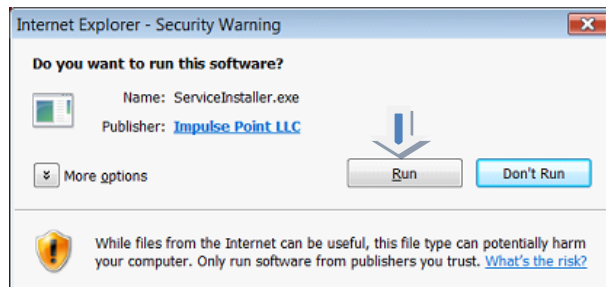 Internet Explorer - Security Warning
Do you want to run this software?
Name: ServiceInstaller.exe
Publisher: Impulse Point LLC
More options
Run
Don't Run
While files from the Internet can be useful, this file type can potentially harm
your computer. Only run software from publishers you trust. What's the risk?